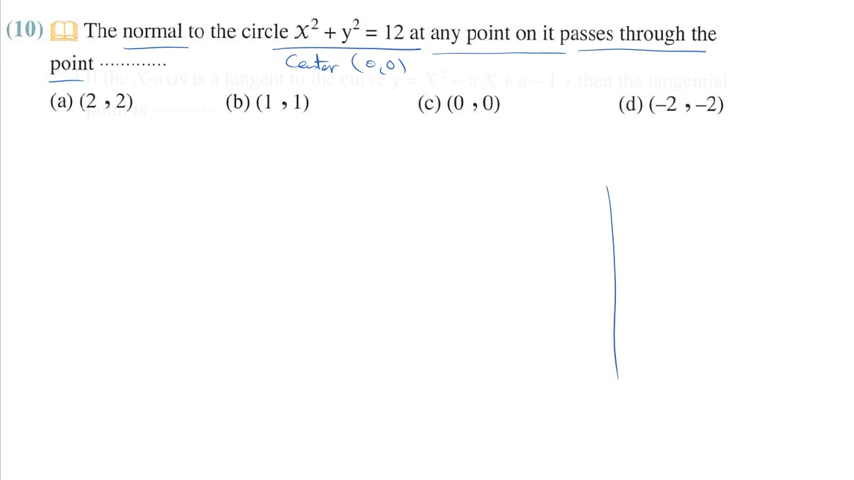 (10) The normal to the circle x² + y² = 12 at any point on it passes through the
Center (0,0)
point .............
(a) (2 , 2) (b) (1 , 1) (c) (0 , 0) (d) (–2 , –2)